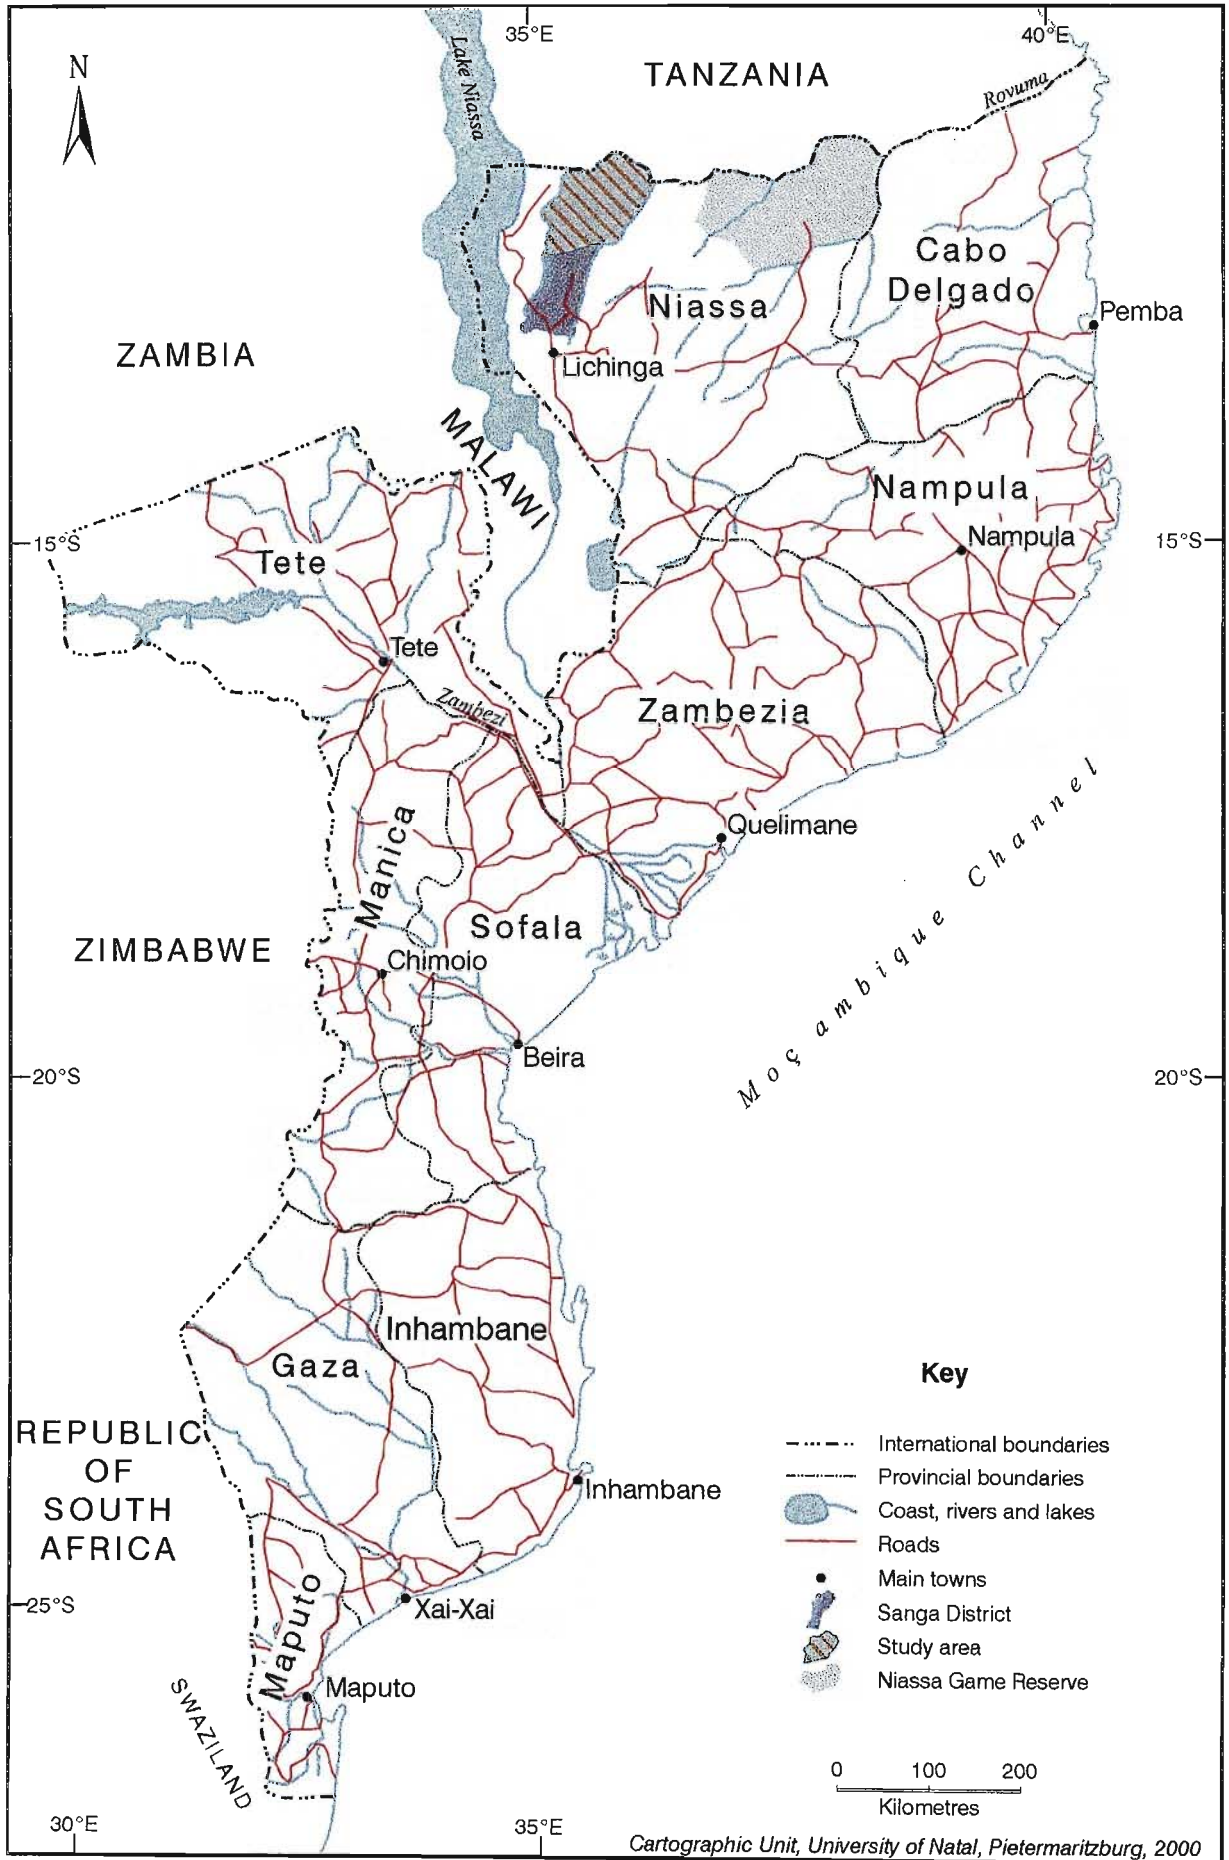 35°E
40°E
N
Lake Niassa
TANZANIA
Rovuma
Cabo
Delgado
Niassa
Pemba
ZAMBIA
Lichinga
MALAWI
Nampula
15°S
15°S
Nampula
Tete
Tete
Zambezi
Zambezia
Moçambique Channel
Quelimane
Manica
Sofala
ZIMBABWE
Chimoio
Beira
20°S
20°S
Inhambane
Gaza
Key
REPUBLIC
OF
SOUTH
AFRICA
International boundaries
Provincial boundaries
Coast, rivers and lakes
Roads
Main towns
Sanga District
Study area
Niassa Game Reserve
Inhambane
25°S
Xai-Xai
Maputo
Maputo
SWAZILAND
0 100 200
Kilometres
30°E
35°E
Cartographic Unit, University of Natal, Pietermaritzburg, 2000